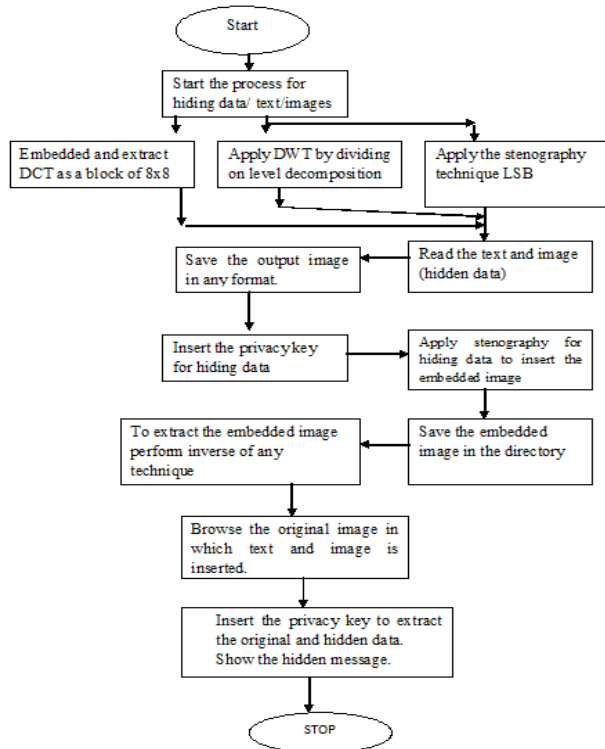 Start
Start the process for
hiding data/ text/images
Embedded and extract
DCT as a block of 8x8
Apply DWT by dividing
on level decomposition
Apply the stenography
technique LSB
Read the text and image
(hidden data)
Save the output image
in any format.
Insert the privacy key
for hiding data
Apply stenography for
hiding data to insert the
embedded image
Save the embedded
image in the directory
To extract the embedded image
perform inverse of any
technique
Browse the original image in
which text and image is
inserted.
Insert the privacy key to extract
the original and hidden data.
Show the hidden message.
STOP